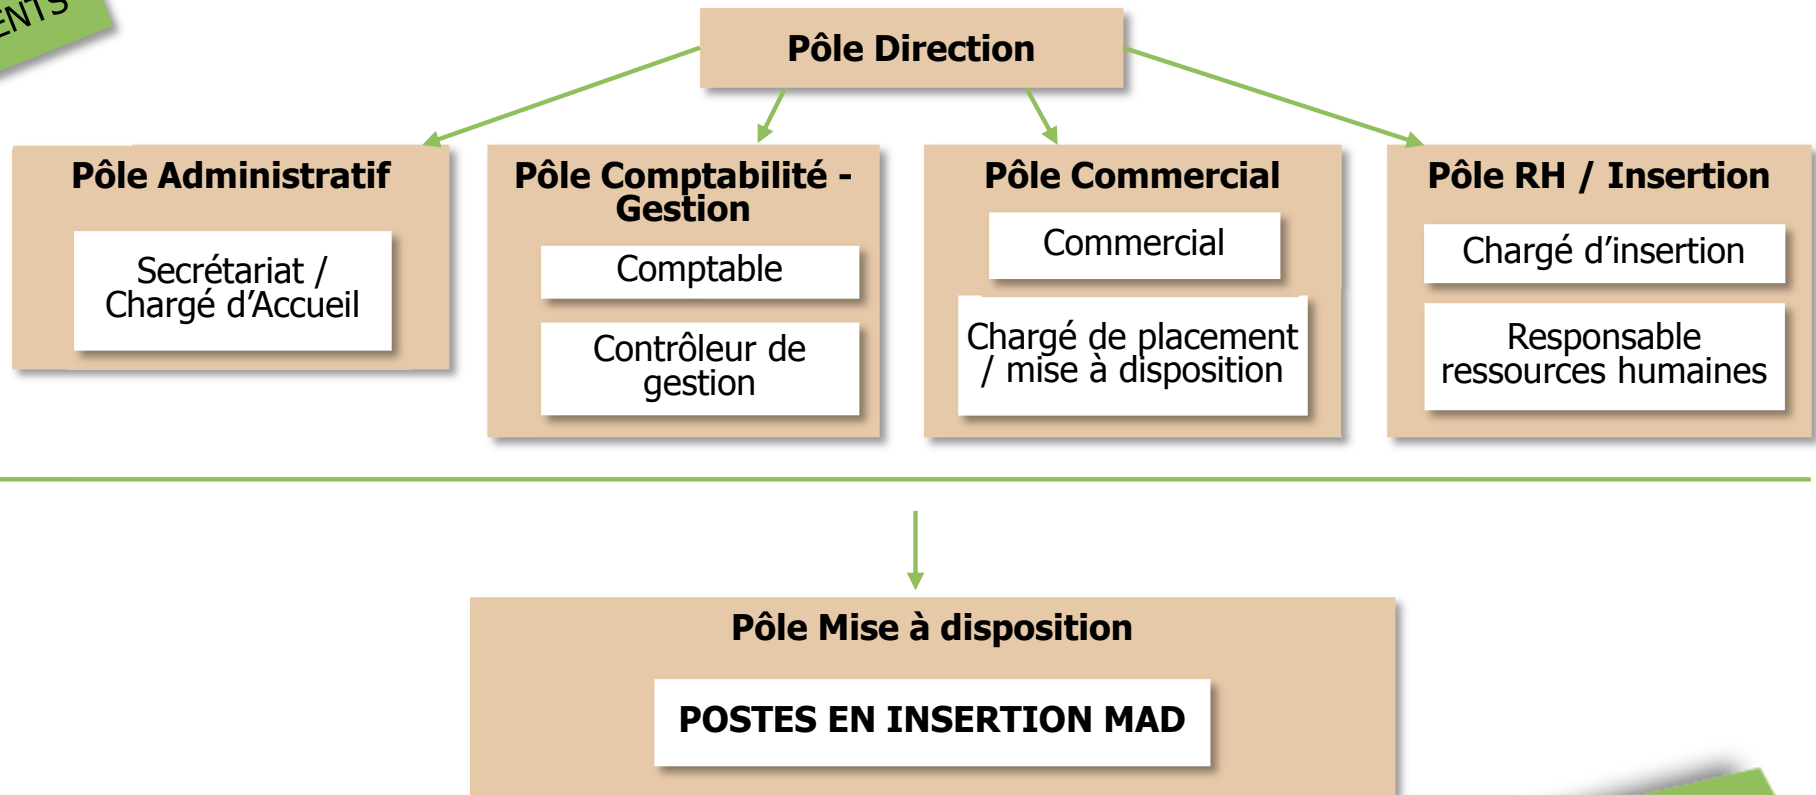 Pôle Direction
Pôle Administratif
Secrétariat /
Chargé d’Accueil
Pôle Comptabilité -
Gestion
Comptable
Contrôleur de
gestion
Pôle Commercial
Commercial
Chargé de placement
/ mise à disposition
Pôle RH / Insertion
Chargé d’insertion
Responsable
ressources humaines
Pôle Mise à disposition
POSTES EN INSERTION MAD